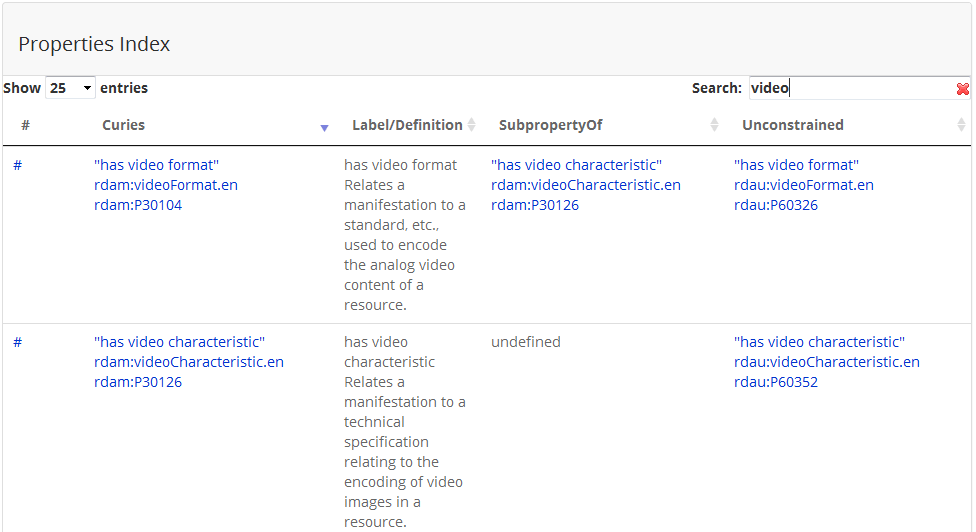 Properties Index
Show 25 entries Search: video
# Curies Label/Definition SubpropertyOf Unconstrained
# "has video format" has video format "has video characteristic" "has video format"
rdam:videoFormat.en Relates a rdam:videoCharacteristic.en rdau:videoFormat.en
rdam:P30104 manifestation to a rdam:P30126 rdau:P60326
standard, etc.,
used to encode
the analog video
content of a
resource.
# "has video characteristic" has video undefined "has video characteristic"
rdam:videoCharacteristic.en characteristic rdau:videoCharacteristic.en
rdam:P30126 Relates a rdau:P60352
manifestation to a
technical
specification
relating to the
encoding of video
images in a
resource.